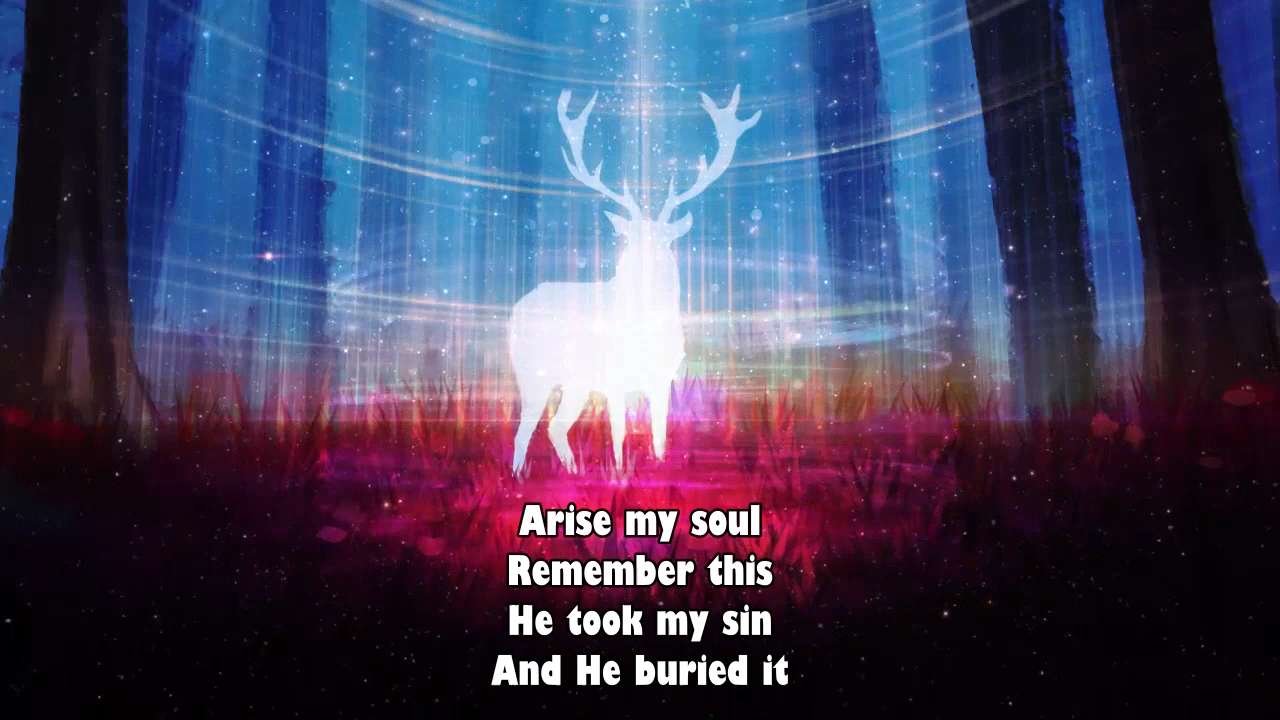 Arise my soul
Remember this
He took my sin
And He buried it